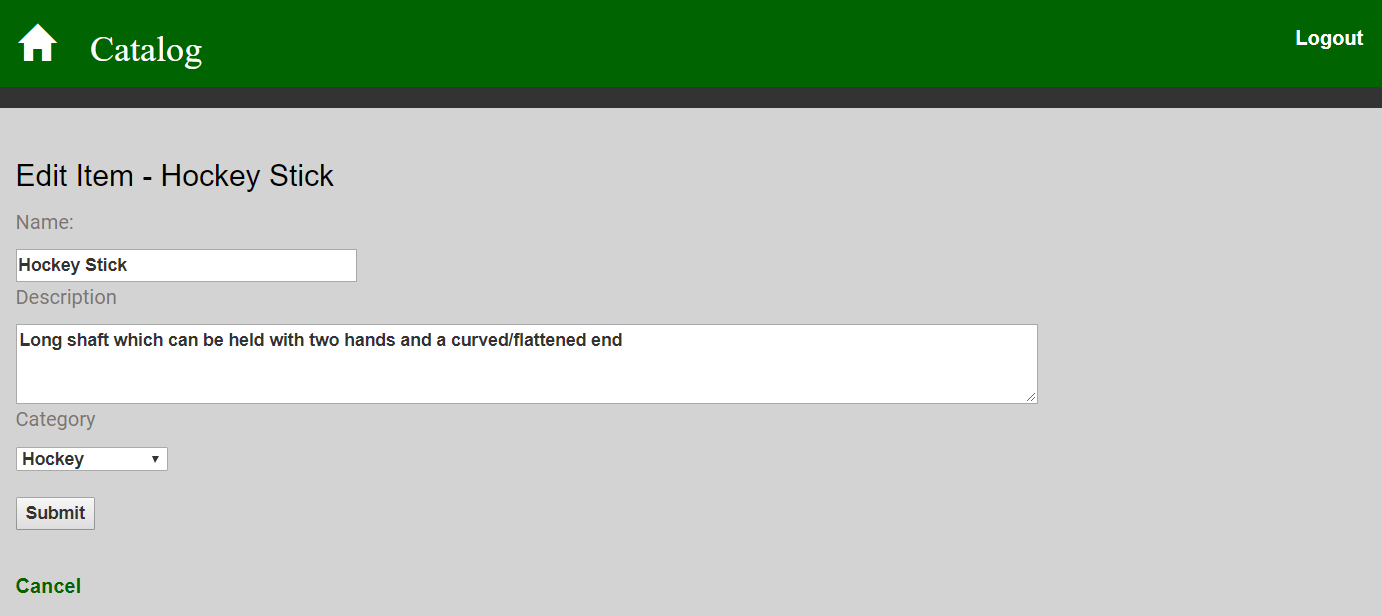 Catalog
Logout
Edit Item - Hockey Stick
Name:
Hockey Stick
Description
Long shaft which can be held with two hands and a curved/flattened end
Category
Hockey
Submit
Cancel